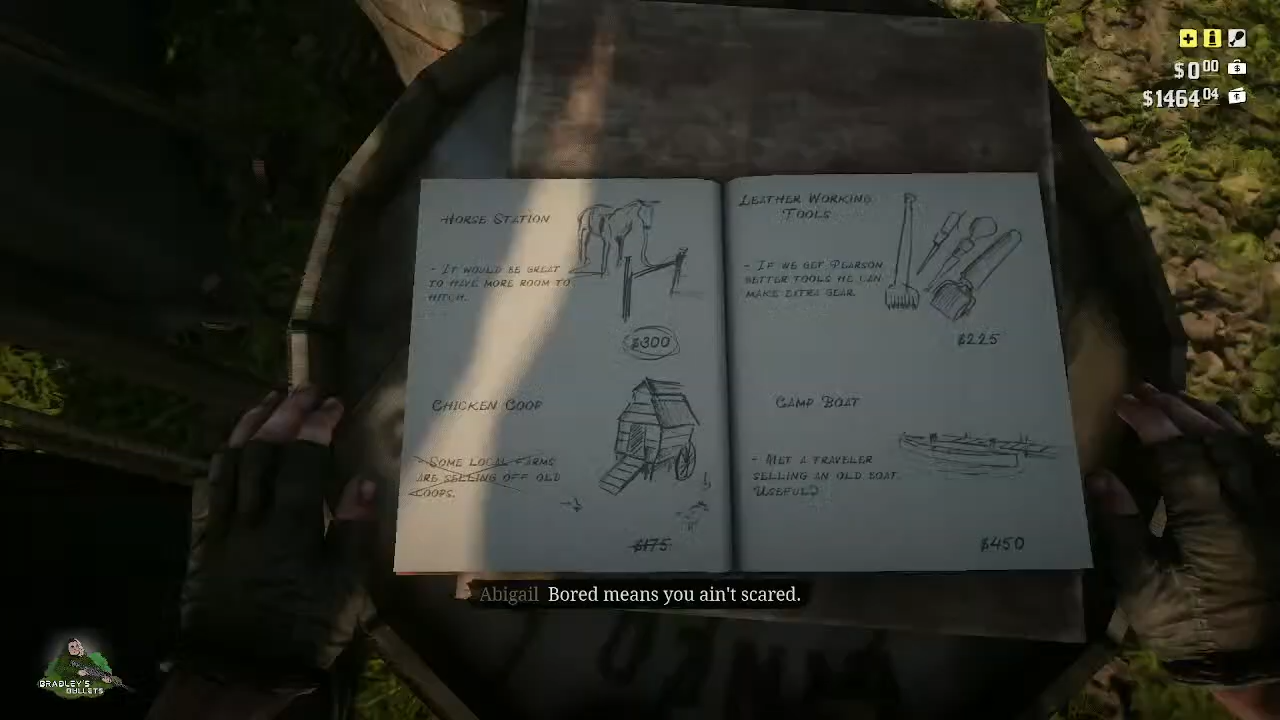 $0.00
$1464.04
HORSE STATION
- IT WOULD BE GREAT
TO HAVE MORE ROOM TO
HITCH.
$300
CHICKEN COOP
- SOME LOCAL FARMS
ARE SELLING OFF OLD
COOPS.
$175
LEATHER WORKING
TOOLS
- IF WE GET PEARSON
BETTER TOOLS HE CAN
MAKE EXTRA GEAR.
$225
CAMP BOAT
- MET A TRAVELER
SELLING AN OLD BOAT.
USEFUL?
$450
Abigail Bored means you ain't scared.
BRADLEY'S
BULLETS